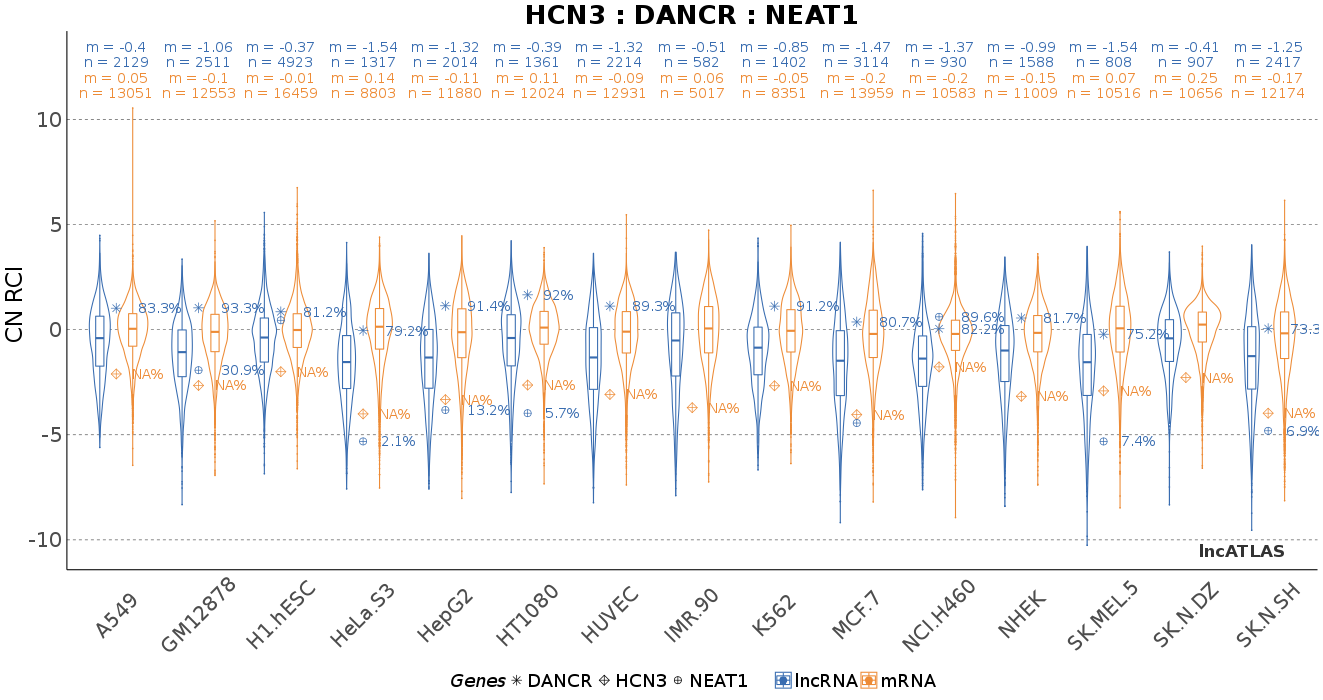 HCN3 : DANCR : NEAT1
m = -0.4 m = -1.06 m = -0.37 m = -1.54 m = -1.32 m = -0.39 m = -1.32 m = -0.51 m = -0.85 m = -1.47 m = -1.37 m = -0.99 m = -1.54 m = -0.41 m = -1.25
n = 2129 n = 2511 n = 4923 n = 1317 n = 2014 n = 1361 n = 2214 n = 582 n = 1402 n = 3114 n = 930 n = 1588 n = 808 n = 907 n = 2417
m = 0.05 m = -0.1 m = -0.01 m = 0.14 m = -0.11 m = 0.11 m = -0.09 m = 0.06 m = -0.05 m = -0.2 m = -0.2 m = -0.15 m = 0.07 m = 0.25 m = -0.17
n = 13051 n = 12553 n = 16459 n = 8803 n = 11880 n = 12024 n = 12931 n = 5017 n = 8351 n = 13959 n = 10583 n = 11009 n = 10516 n = 10656 n = 12174
10
5
0
-5
-10
CN RCI
83.3% 93.3% 81.2% 79.2% 91.4% 92% 89.3% 91.2% 80.7% 89.6% 82.2% 81.7% 75.2% 73.3
NA% 30.9% NA% NA% NA% NA% NA% NA% NA% NA% NA% NA% NA% NA% NA%
2.1% 13.2% 5.7% 7.4% 6.9%
lncATLAS
A549 GM12878 H1.hESC HeLa.S3 HepG2 HT1080 HUVEC IMR.90 K562 MCF.7 NCI.H460 NHEK SK.MEL.5 SK.N.DZ SK.N.SH
Genes DANCR HCN3 NEAT1 lncRNA mRNA